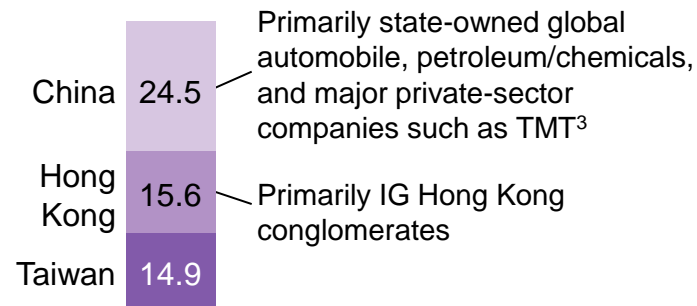 Primarily state-owned global
automobile, petroleum/chemicals,
and major private-sector
companies such as TMT³
China 24.5
Hong
Kong
15.6
Primarily IG Hong Kong
conglomerates
Taiwan 14.9